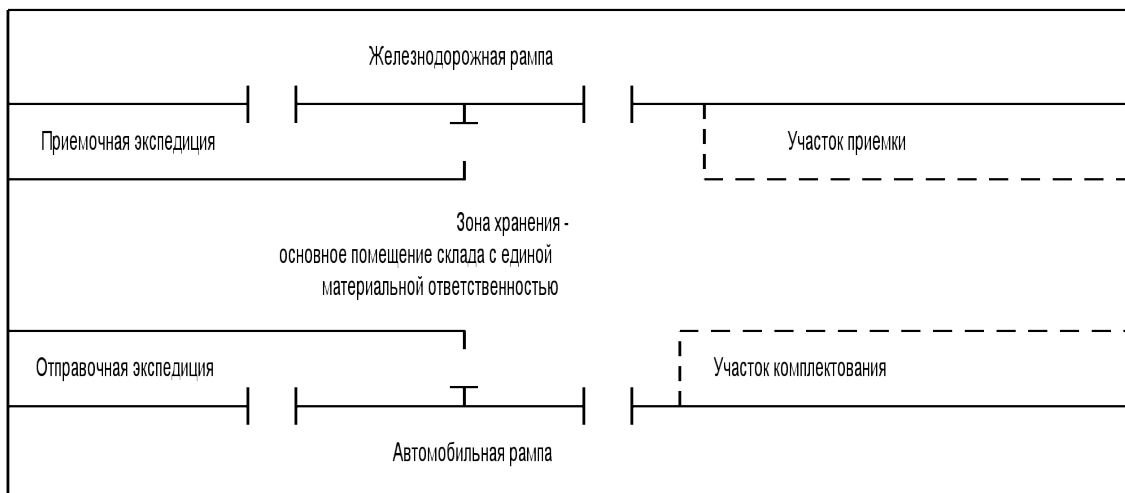 Железнодорожная рампа
Приемочная экспедиция
Участок приемки
Зона хранения -
основное помещение склада с единой
материальной ответственностью
Отправочная экспедиция
Участок комплектования
Автомобильная рампа